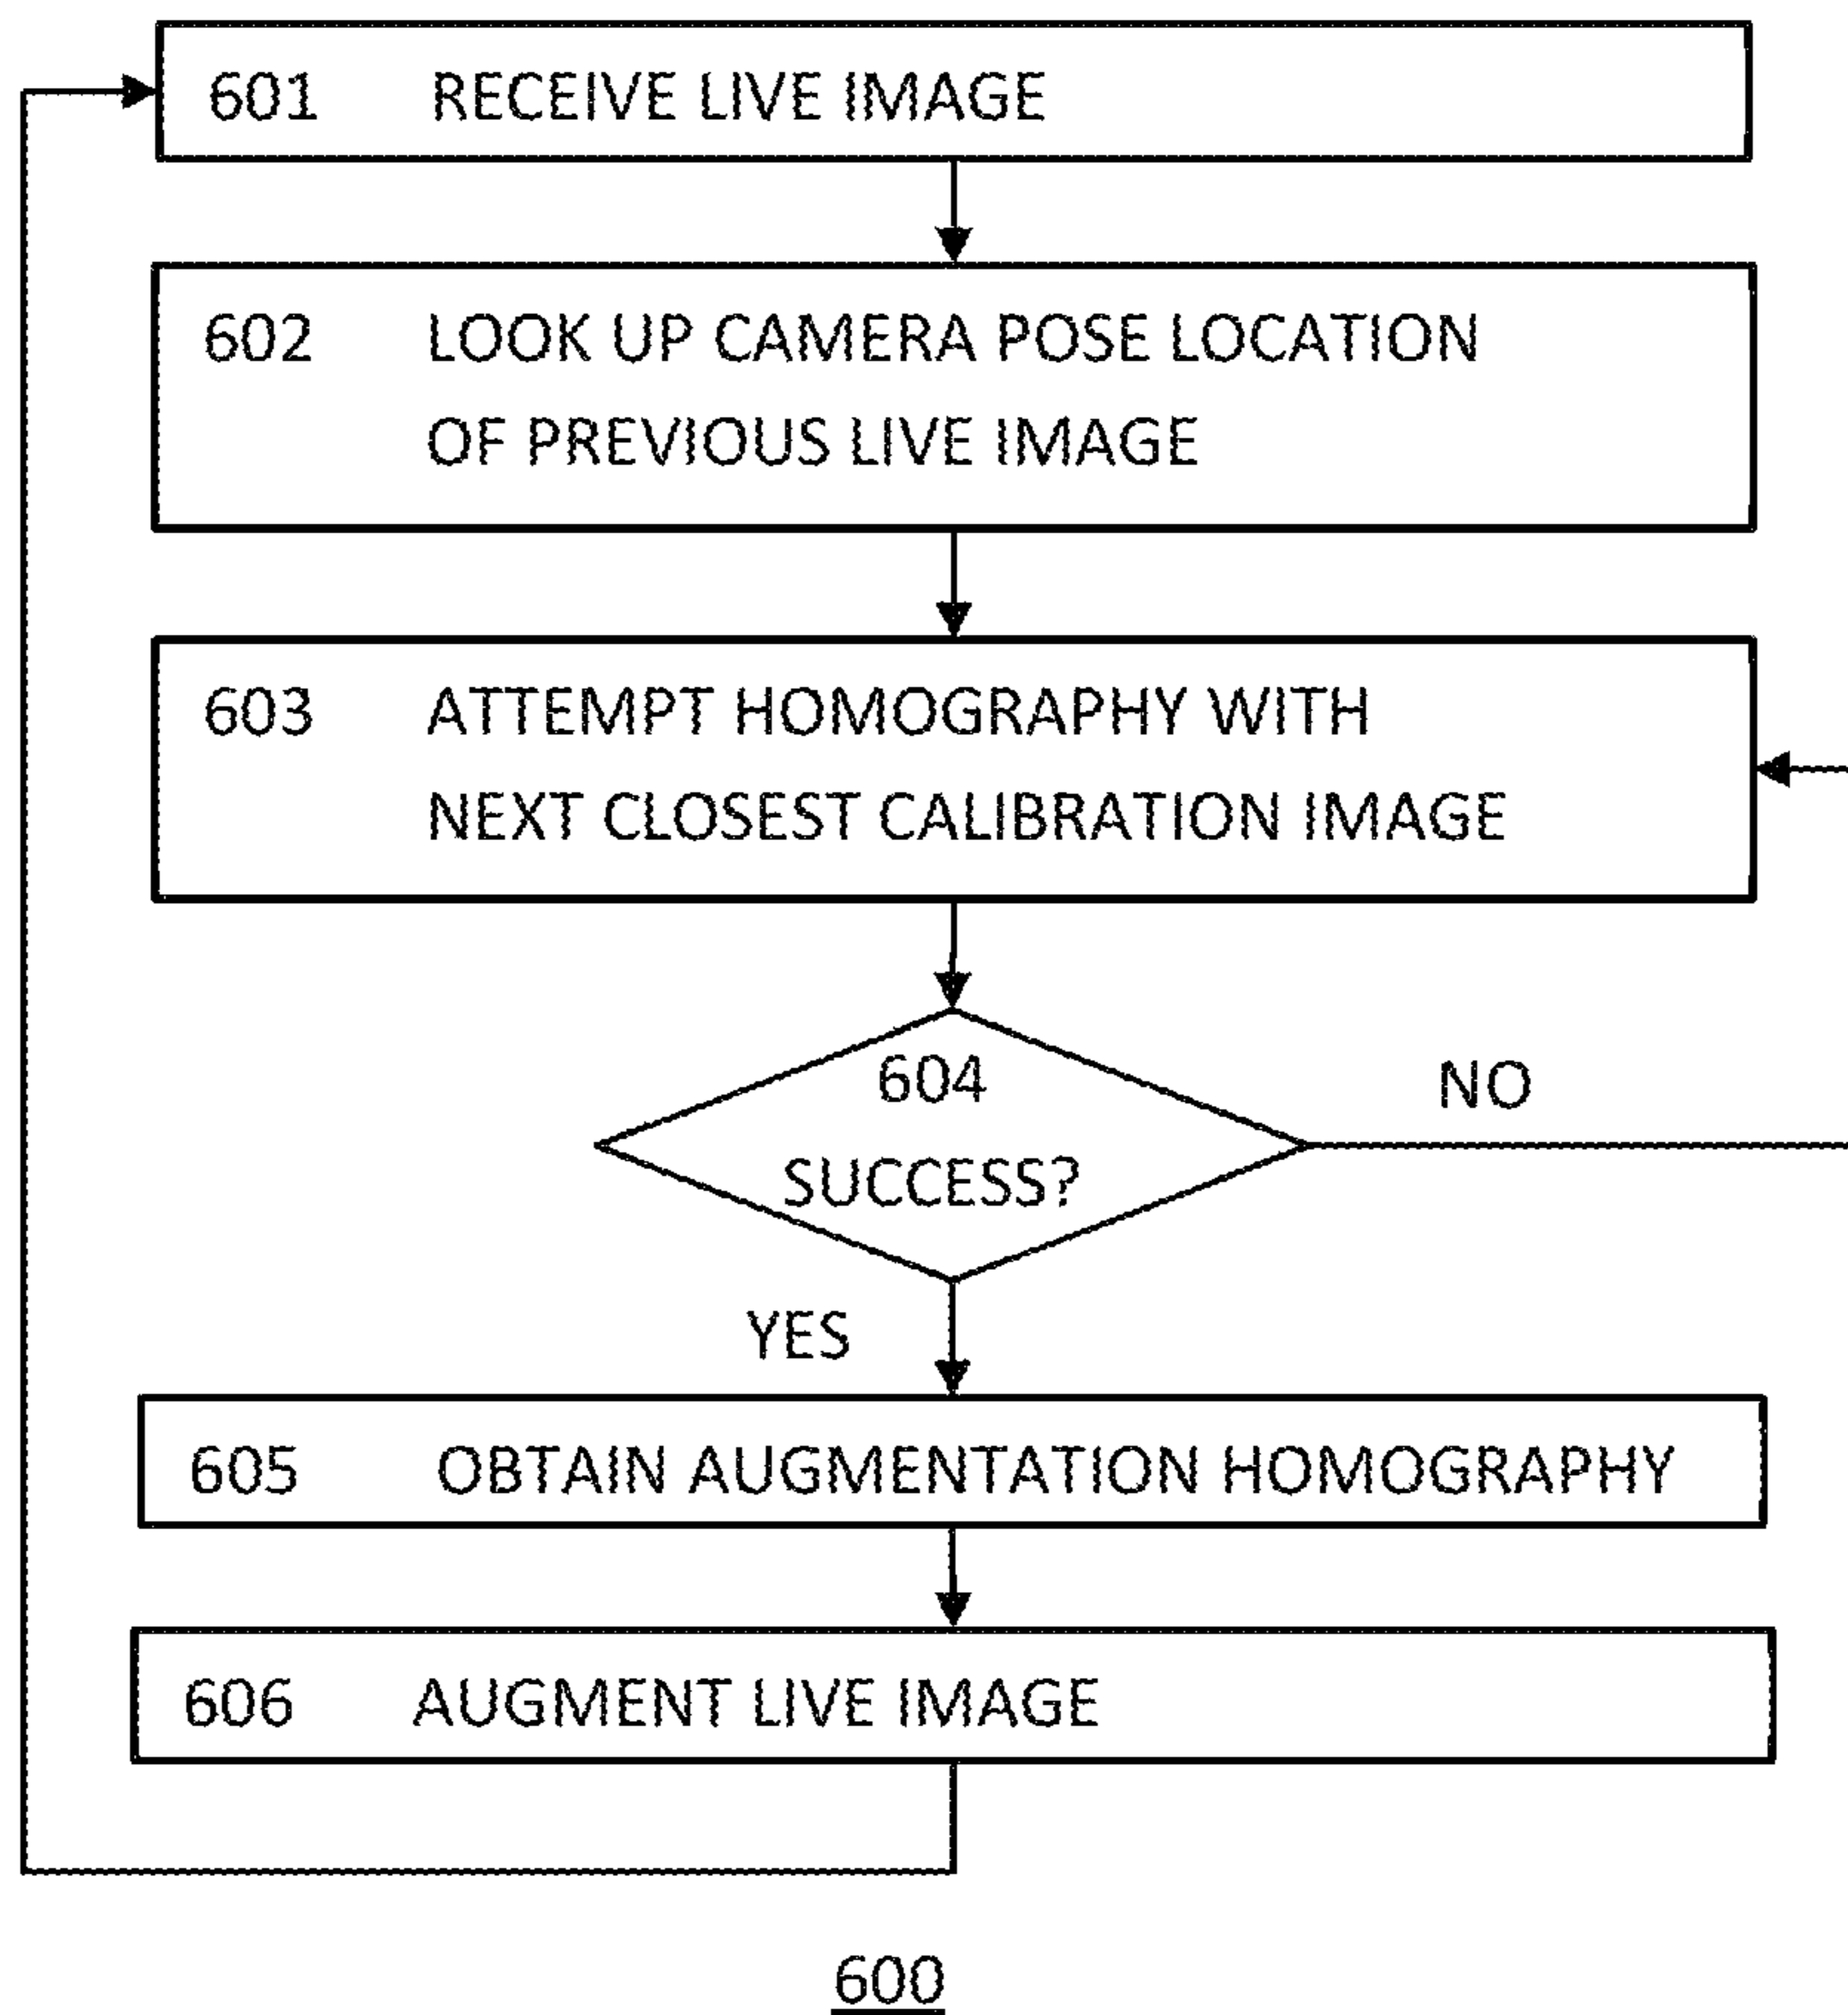 601 RECEIVE LIVE IMAGE
602 LOOK UP CAMERA POSE LOCATION
OF PREVIOUS LIVE IMAGE
603 ATTEMPT HOMOGRAPHY WITH
NEXT CLOSEST CALIBRATION IMAGE
604
SUCCESS?
NO
YES
605 OBTAIN AUGMENTATION HOMOGRAPHY
606 AUGMENT LIVE IMAGE
600